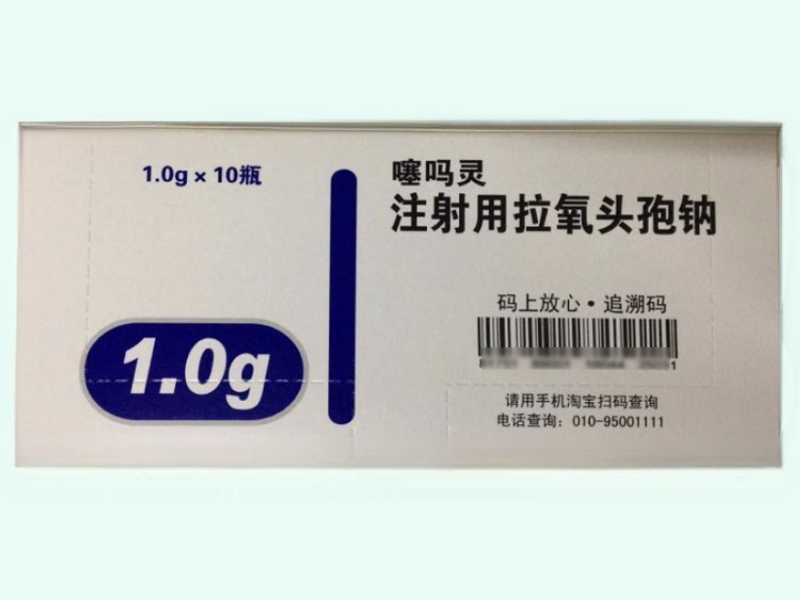 1.0g × 10瓶
噻吗灵
注射用拉氧头孢钠
1.0g
码上放心·追溯码
1
请用手机淘宝扫码查询
电话查询：010-95001111